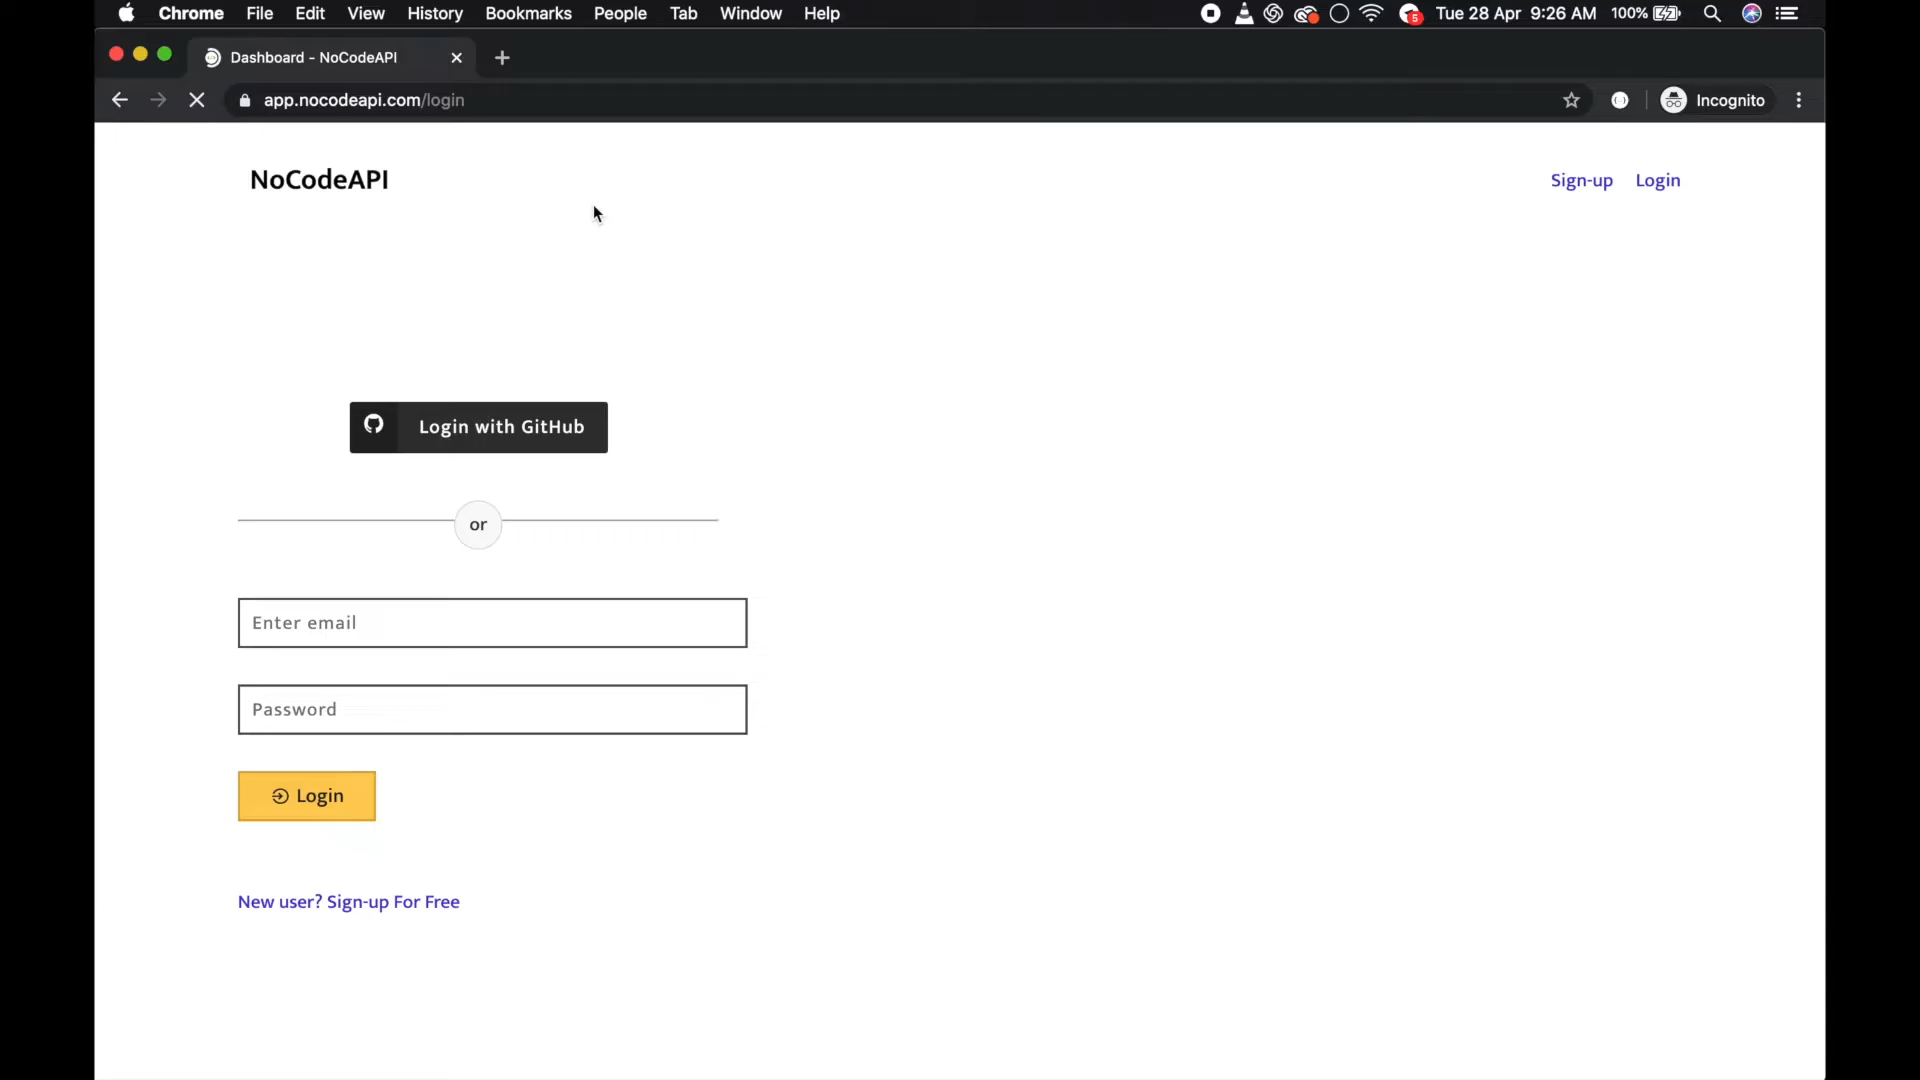 Chrome File Edit View History Bookmarks People Tab Window Help 5 Tue 28 Apr 9:26 AM 100%
Dashboard - NoCodeAPI
app.nocodeapi.com/login Incognito
NoCodeAPI Sign-up Login
Login with GitHub
or
Enter email
Password
Login
New user? Sign-up For Free